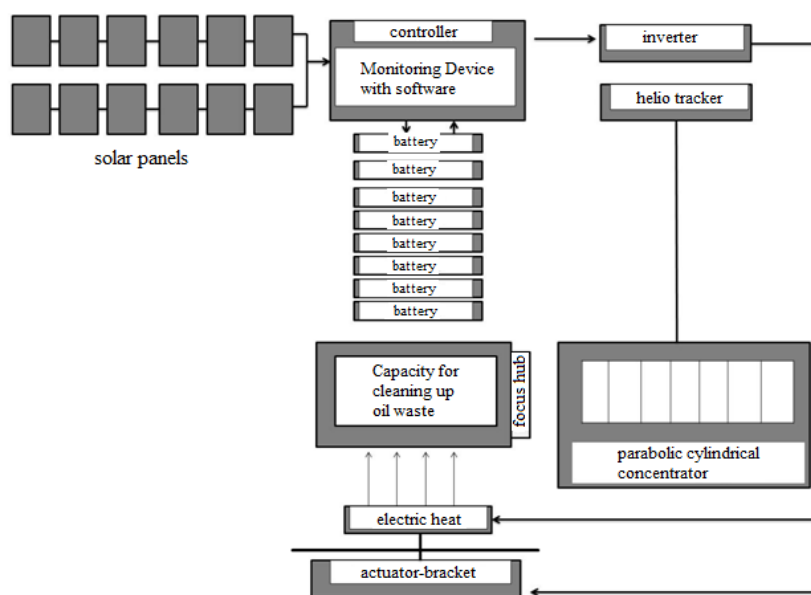 controller
inverter
Monitoring Device
with software
helio tracker
solar panels
battery
battery
battery
battery
battery
battery
battery
battery
Capacity for
cleaning up
oil waste
focus hub
parabolic cylindrical
concentrator
electric heat
actuator-bracket